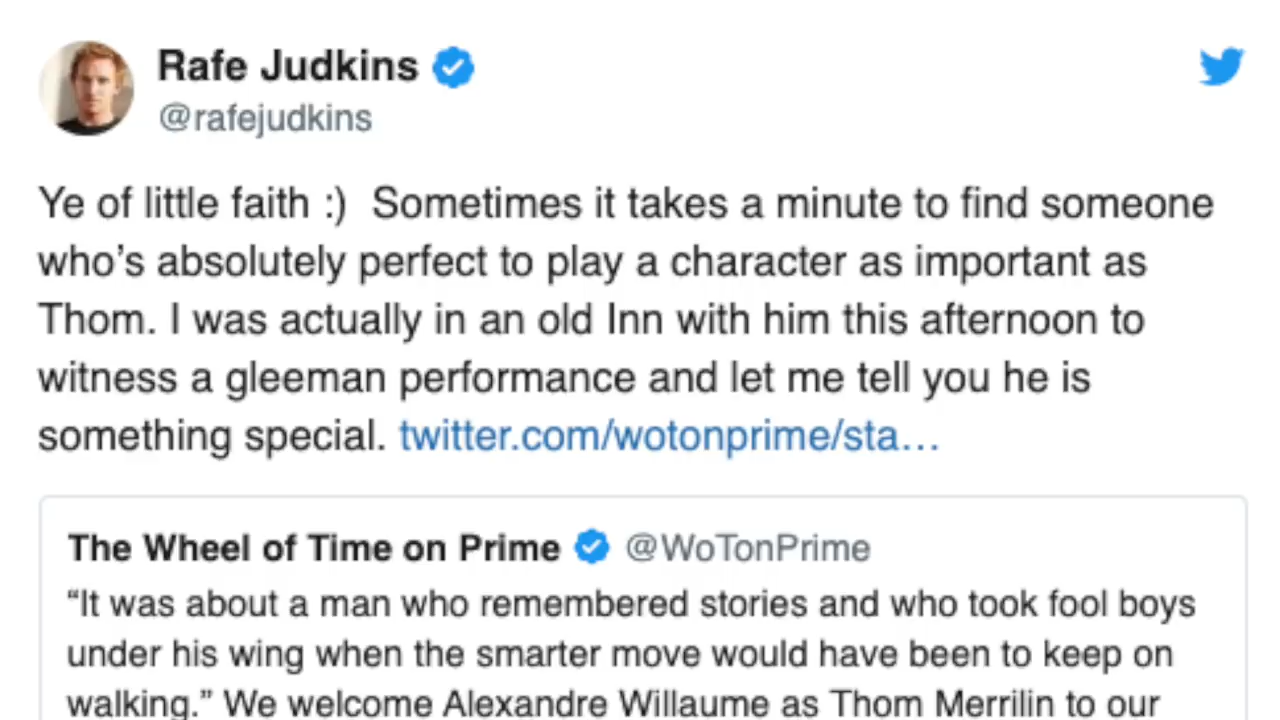 Rafe Judkins
@rafejudkins
Ye of little faith :)  Sometimes it takes a minute to find someone
who’s absolutely perfect to play a character as important as
Thom. I was actually in an old Inn with him this afternoon to
witness a gleeman performance and let me tell you he is
something special. twitter.com/wotonprime/sta…
The Wheel of Time on Prime @WoTonPrime
“It was about a man who remembered stories and who took fool boys
under his wing when the smarter move would have been to keep on
walking.” We welcome Alexandre Willaume as Thom Merrilin to our